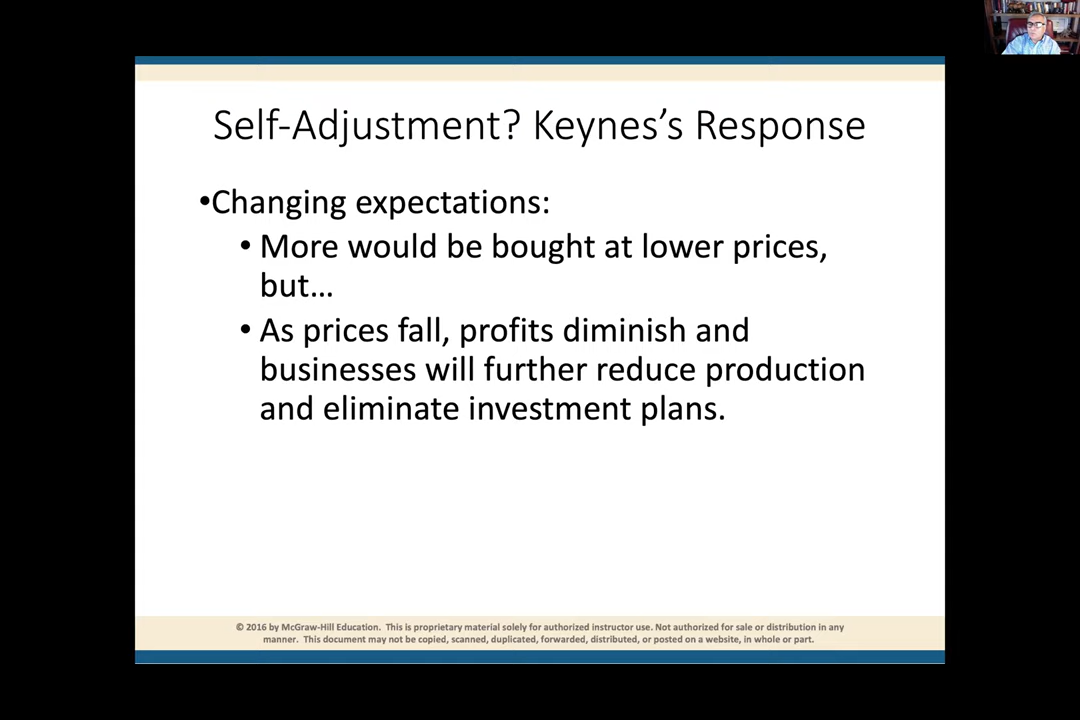 Self-Adjustment? Keynes’s Response
•Changing expectations:
• More would be bought at lower prices,
but…
• As prices fall, profits diminish and
businesses will further reduce production
and eliminate investment plans.
© 2016 by McGraw-Hill Education. This is proprietary material solely for authorized instructor use. Not authorized for sale or distribution in any
manner. This document may not be copied, scanned, duplicated, forwarded, distributed, or posted on a website, in whole or part.